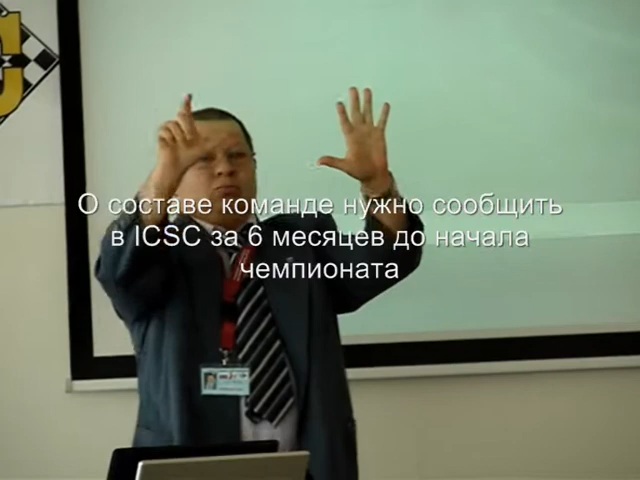 О составе команде нужно сообщить
в ICSC за 6 месяцев до начала
чемпионата